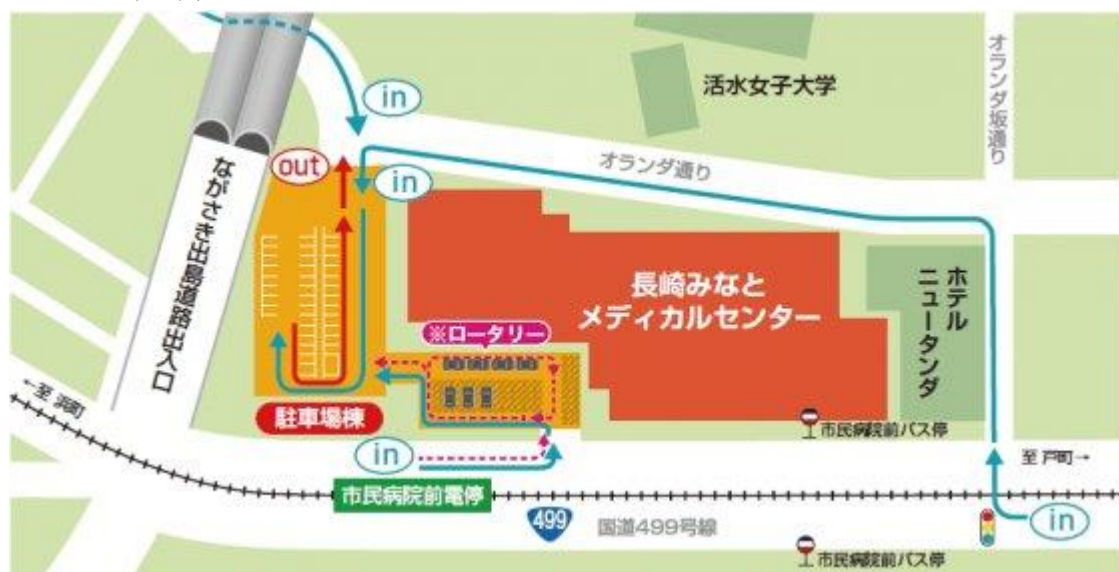 in
活水女子大学
オランダ坂通り
オランダ通り
out
in
ながさき出島道路出入口
長崎みなと
メディカルセンター
ホテル
ニュータンダ
※ロータリー
←至 浜町
駐車場棟
市民病院前バス停
至 戸町→
in
市民病院前電停
499
国道499号線
in
市民病院前バス停